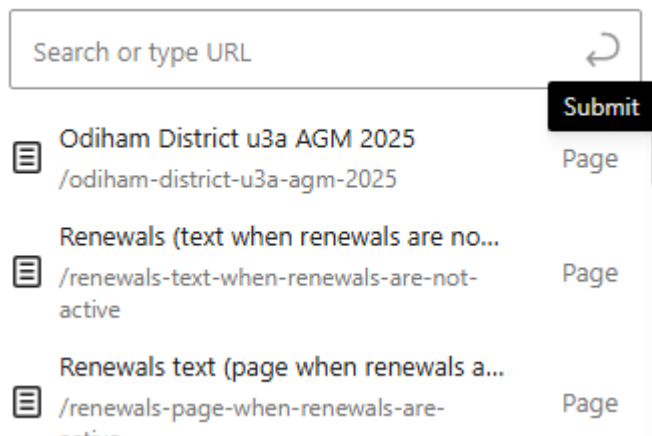 Search or type URL
Submit
Odiham District u3a AGM 2025
/odiham-district-u3a-agm-2025
Page
Renewals (text when renewals are no...
/renewals-text-when-renewals-are-not-
active
Page
Renewals text (page when renewals a...
/renewals-page-when-renewals-are-
Page